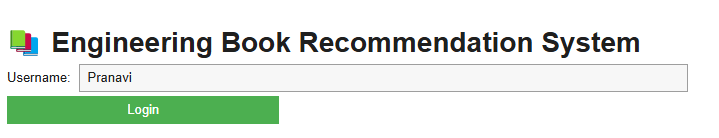 Engineering Book Recommendation System
Username: Pranavi
Login